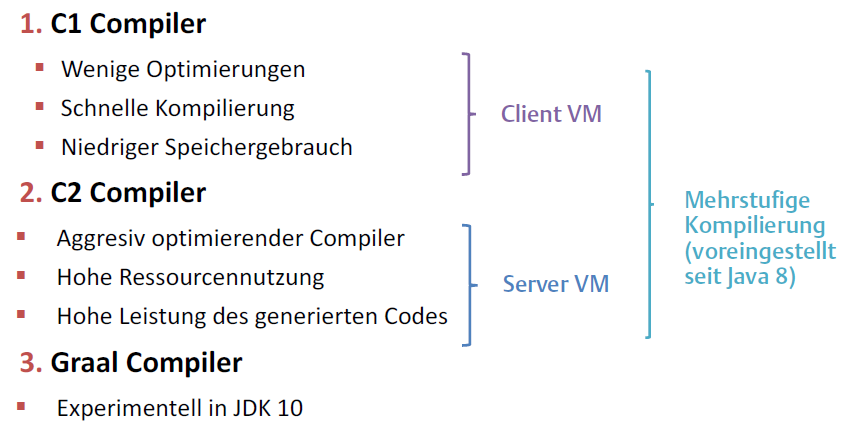 1. C1 Compiler
▪ Wenige Optimierungen
▪ Schnelle Kompilierung
▪ Niedriger Speichergebrauch
Client VM
2. C2 Compiler
▪ Aggresiv optimierender Compiler
▪ Hohe Ressourcennutzung
▪ Hohe Leistung des generierten Codes
Server VM
Mehrstufige
Kompilierung
(voreingestellt
seit Java 8)
3. Graal Compiler
▪ Experimentell in JDK 10